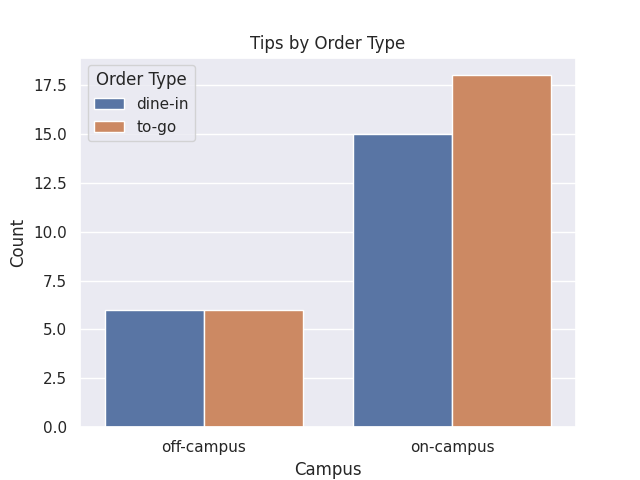 Tips by Order Type
Order Type
dine-in
to-go
17.5
15.0
12.5
10.0
7.5
5.0
2.5
0.0
Count
off-campus on-campus
Campus